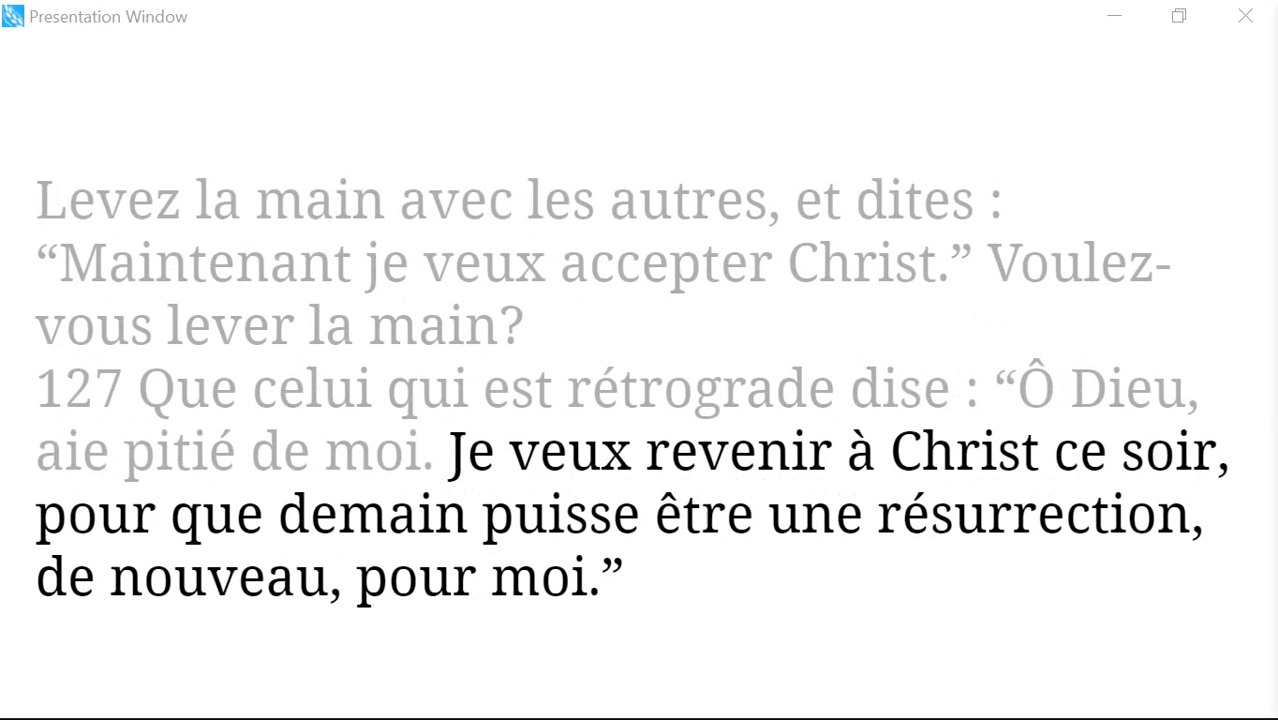 Presentation Window
Levez la main avec les autres, et dites :
“Maintenant je veux accepter Christ.” Voulez-
vous lever la main?
127 Que celui qui est rétrograde dise : “Ô Dieu,
aie pitié de moi. Je veux revenir à Christ ce soir,
pour que demain puisse être une résurrection,
de nouveau, pour moi.”